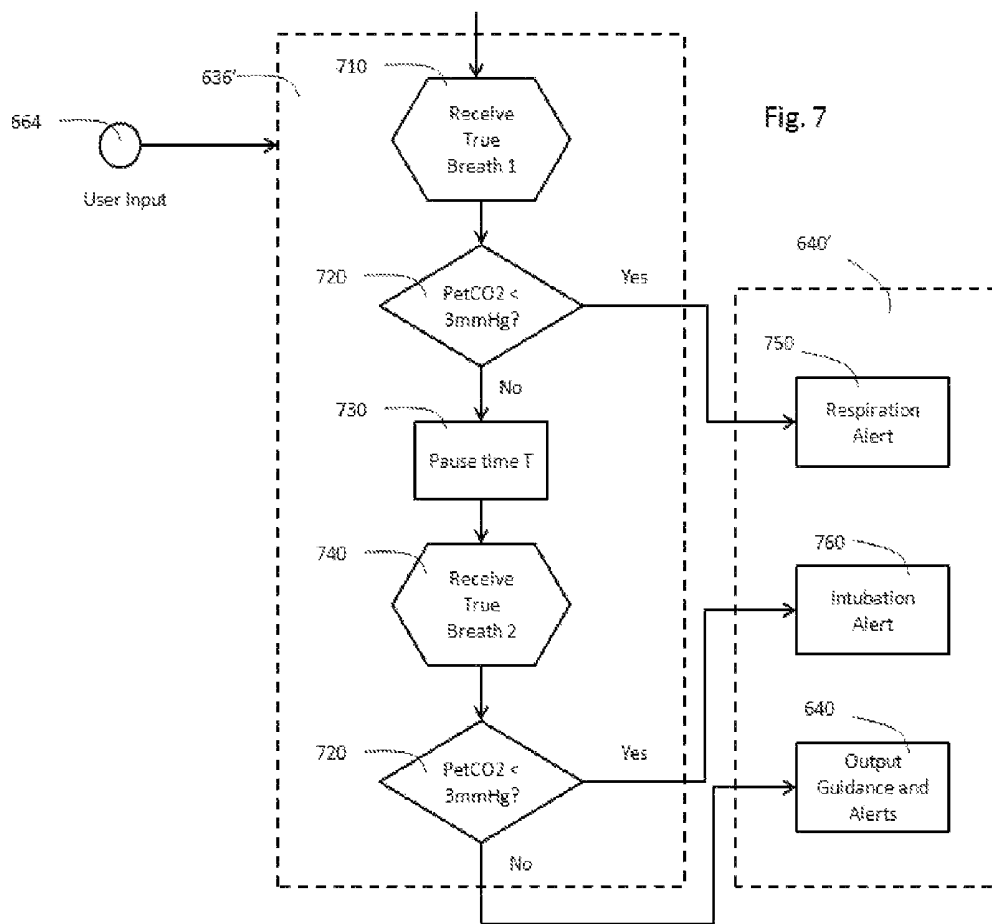 710
636'
664
Receive
True
Breath 1
Fig. 7
User Input
720
PetCO2 <
3mmHg?
Yes
640'
No
750
Respiration
Alert
730
Pause time T
740
Receive
True
Breath 2
760
Intubation
Alert
720
PetCO2 <
3mmHg?
Yes
640
Output
Guidance and
Alerts
No